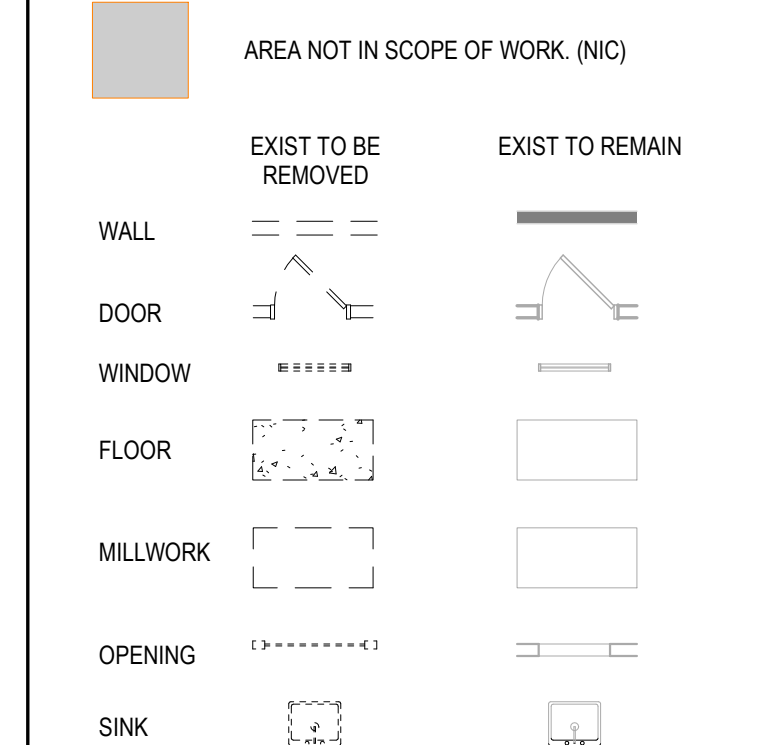 AREA NOT IN SCOPE OF WORK. (NIC)
EXIST TO BE
REMOVED
EXIST TO REMAIN
WALL
DOOR
WINDOW
FLOOR
MILLWORK
OPENING
SINK